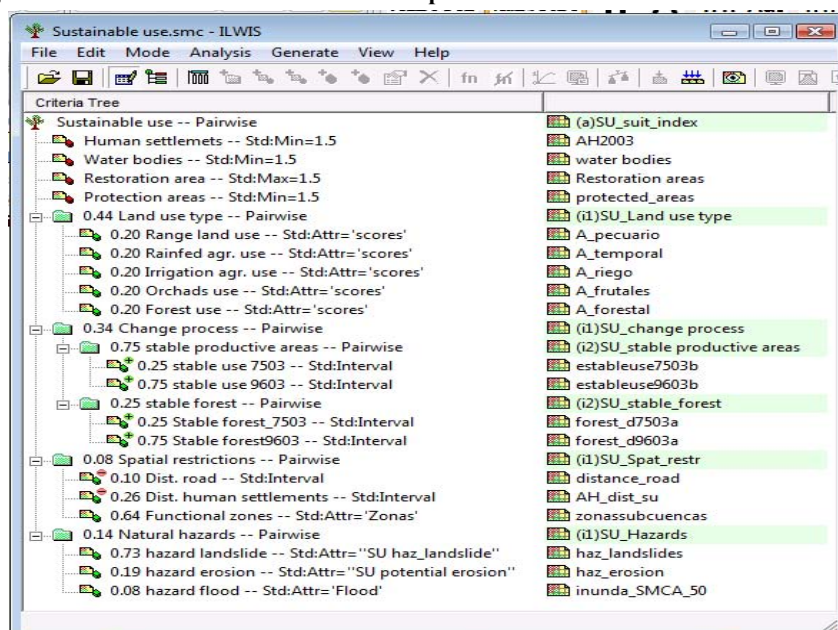 Sustainable use.smc - ILWIS
File Edit Mode Analysis Generate View Help
fn
Criteria Tree
Sustainable use -- Pairwise (a)SU_suit_index
Human settlemets -- Std:Min=1.5 AH2003
Water bodies -- Std:Min=1.5 water bodies
Restoration area -- Std:Max=1.5 Restoration areas
Protection areas -- Std:Min=1.5 protected_areas
0.44 Land use type -- Pairwise (i1)SU_Land use type
0.20 Range land use -- Std:Attr='scores' A_pecuario
0.20 Rainfed agr. use -- Std:Attr='scores' A_temporal
0.20 Irrigation agr. use -- Std:Attr='scores' A_riego
0.20 Orchads use -- Std:Attr='scores' A_frutales
0.20 Forest use -- Std:Attr='scores' A_forestal
0.34 Change process -- Pairwise (i1)SU_change process
0.75 stable productive areas -- Pairwise (i2)SU_stable productive areas
0.25 stable use 7503 -- Std:Interval estableuse7503b
0.75 stable use 9603 -- Std:Interval estableuse9603b
0.25 stable forest -- Pairwise (i2)SU_stable_forest
0.25 Stable forest_7503 -- Std:Interval forest_d7503a
0.75 Stable forest9603 -- Std:Interval forest_d9603a
0.08 Spatial restrictions -- Pairwise (i1)SU_Spat_restr
0.10 Dist. road -- Std:Interval distance_road
0.26 Dist. human settlements -- Std:Interval AH_dist_su
0.64 Functional zones -- Std:Attr='Zonas' zonassubcuencas
0.14 Natural hazards -- Pairwise (i1)SU_Hazards
0.73 hazard landslide -- Std:Attr="SU haz_landslide" haz_landslides
0.19 hazard erosion -- Std:Attr="SU potential erosion" haz_erosion
0.08 hazard flood -- Std:Attr='Flood' inunda_SMCA_50